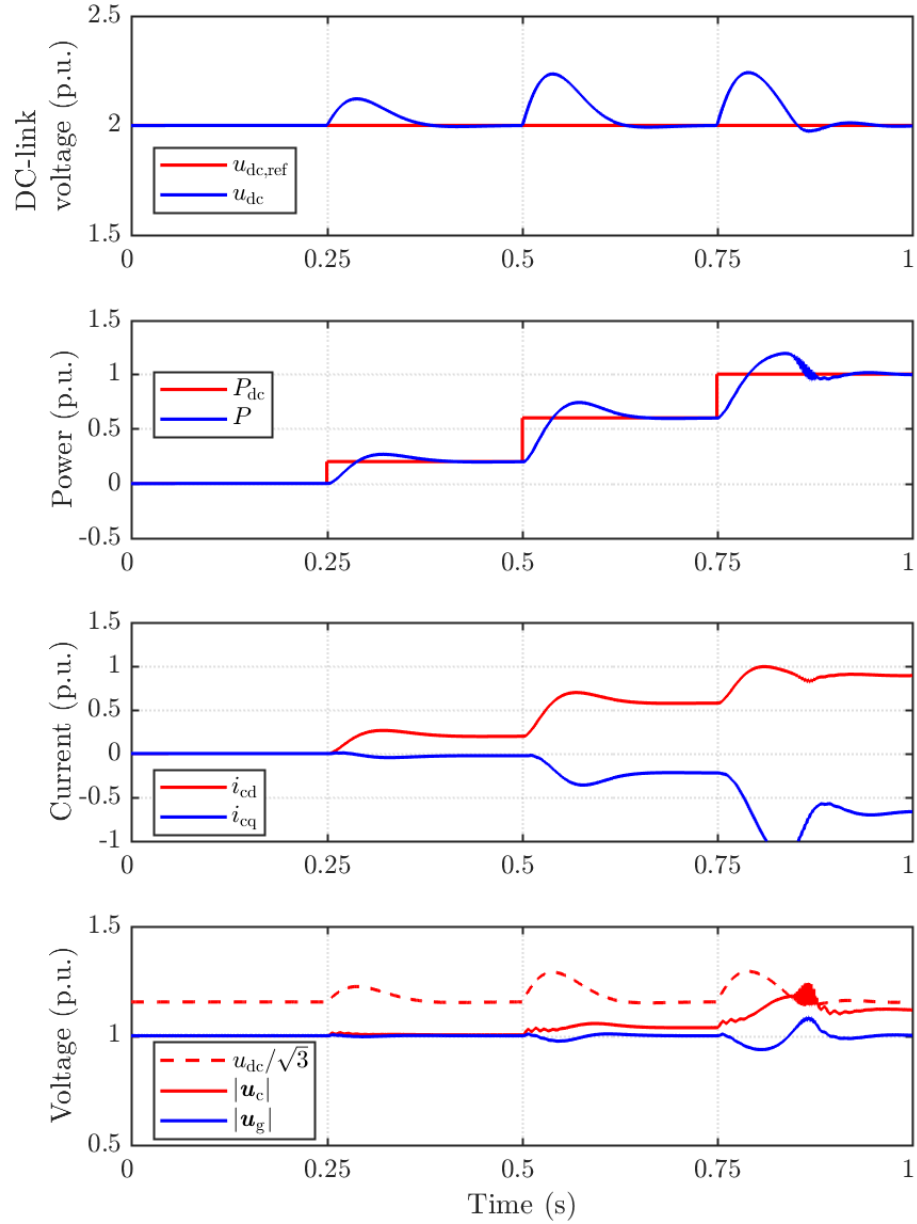 DC-link
voltage (p.u.)
2.5
2
1.5
u_dc,ref
u_dc
0 0.25 0.5 0.75 1
Power (p.u.)
1.5
1
0.5
0
-0.5
P_dc
P
0 0.25 0.5 0.75 1
Current (p.u.)
1.5
1
0.5
0
-0.5
-1
i_cd
i_cq
0 0.25 0.5 0.75 1
Voltage (p.u.)
1.5
1
0.5
u_dc/√3
|u_c|
|u_g|
0 0.25 0.5 0.75 1
Time (s)